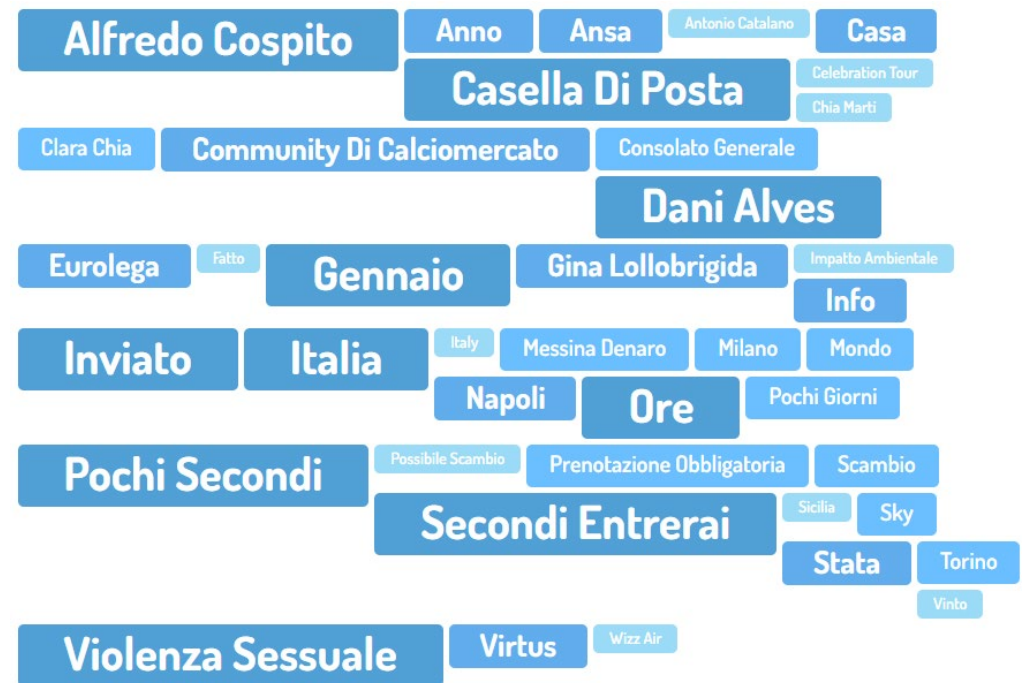 Alfredo Cospito Anno Ansa Antonio Catalano Casa
Casella Di Posta Celebration Tour
Chia Marti
Clara Chia Community Di Calciomercato Consolato Generale
Dani Alves
Eurolega Fatto Gennaio Gina Lollobrigida Impatto Ambientale
Info
Inviato Italia Italy Messina Denaro Milano Mondo
Napoli Ore Pochi Giorni
Pochi Secondi Possibile Scambio Prenotazione Obbligatoria Scambio
Secondi Entrerai Sicilia Sky
Stata Torino
Vinto
Violenza Sessuale Virtus Wizz Air